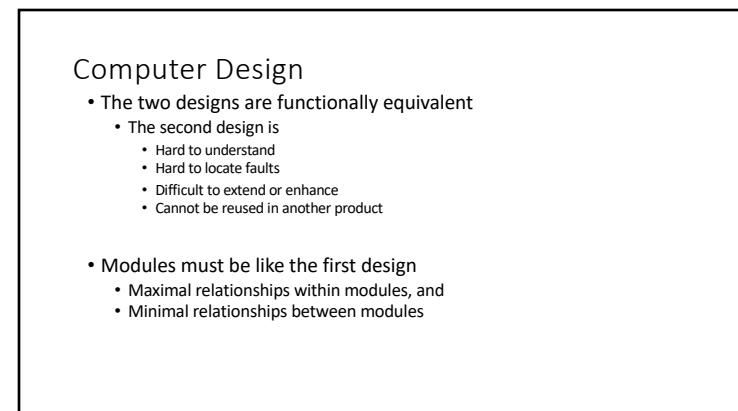 Computer Design
• The two designs are functionally equivalent
• The second design is
• Hard to understand
• Hard to locate faults
• Difficult to extend or enhance
• Cannot be reused in another product
• Modules must be like the first design
• Maximal relationships within modules, and
• Minimal relationships between modules